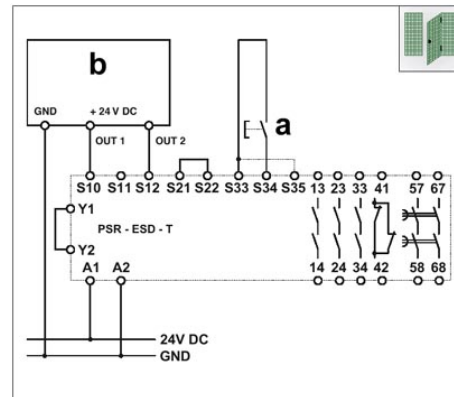 b
GND + 24 V DC
OUT 1 OUT 2
a
S10 S11 S12 S21 S22 S33 S34 S35 13 23 33 41 57 67
Y1
PSR - ESD - T
Y2
A1 A2 14 24 34 42 58 68
24V DC
GND